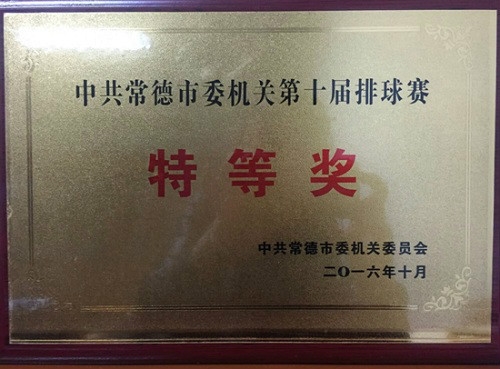 中共常德市委机关第十届排球赛
特等奖
中共常德市委机关委员会
二〇一六年十月